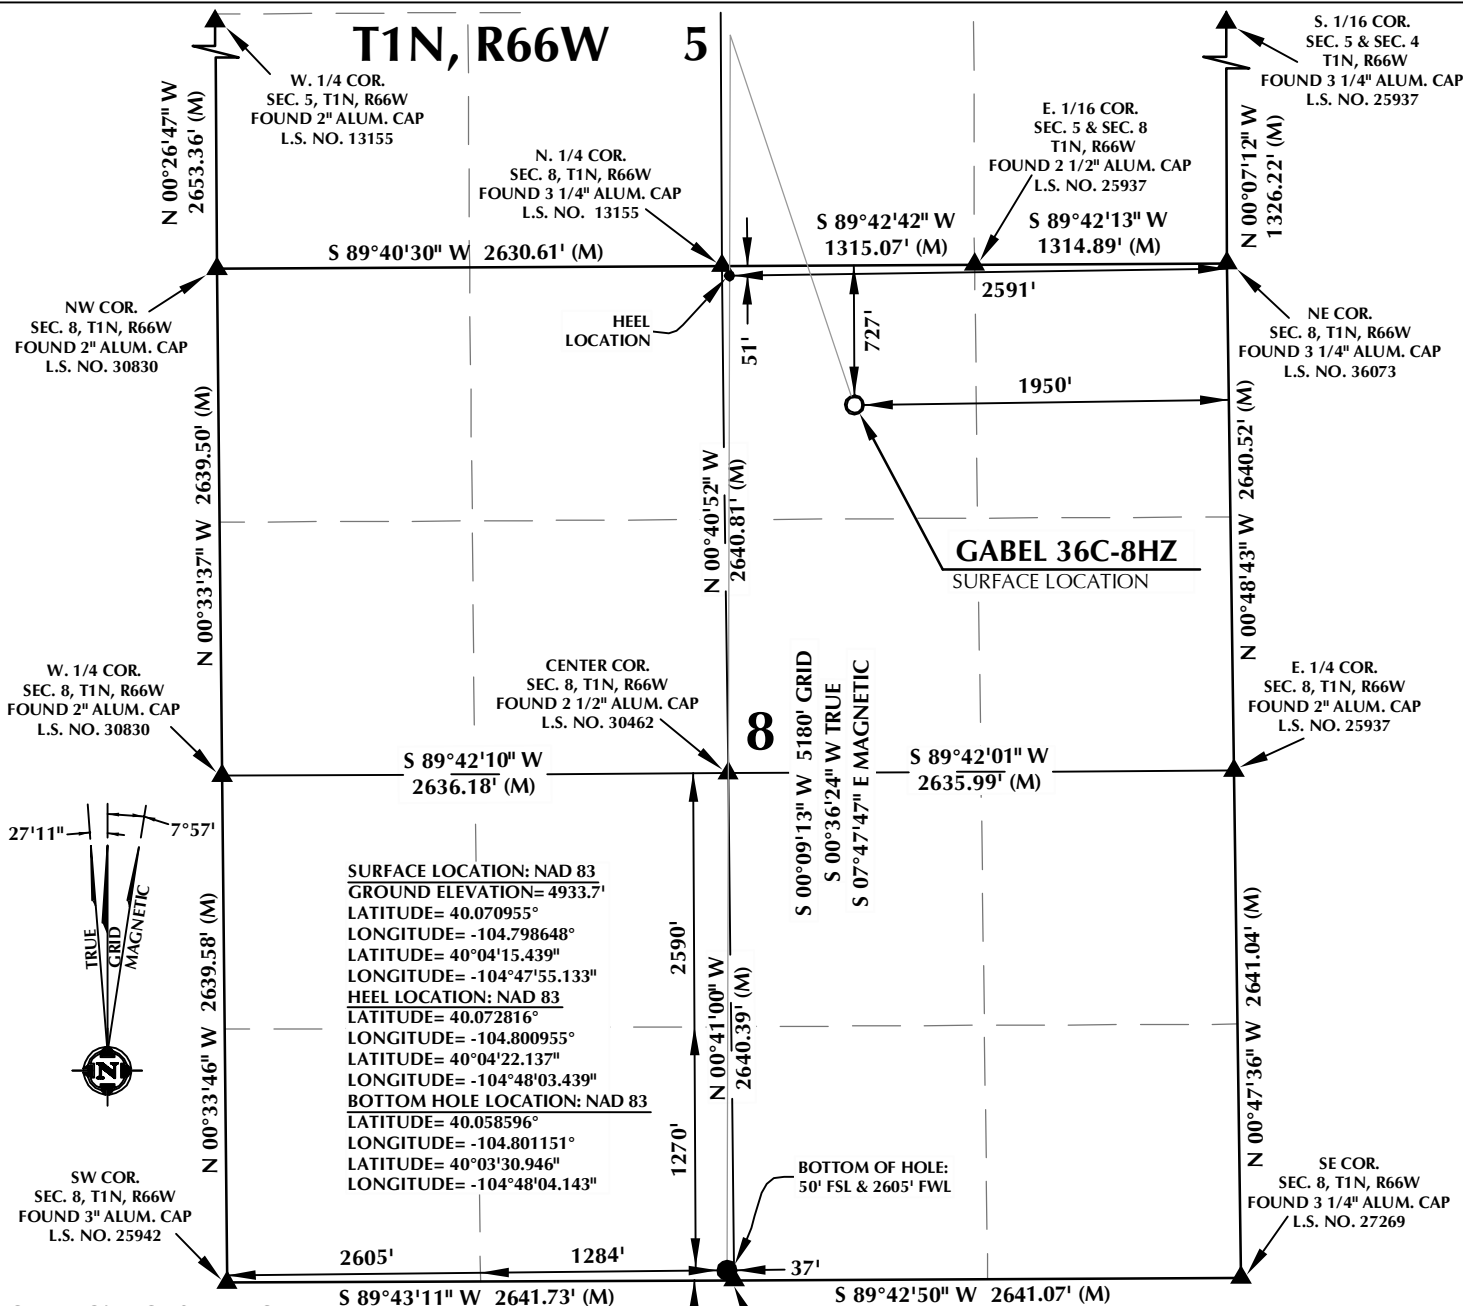 T1N, R66W 5
W. 1/4 COR.
SEC. 5, T1N, R66W
FOUND 2" ALUM. CAP
L.S. NO. 13155
S. 1/16 COR.
SEC. 5 & SEC. 4
T1N, R66W
FOUND 3 1/4" ALUM. CAP
L.S. NO. 25937
N 00°26'47" W
2653.36' (M)
N. 1/4 COR.
SEC. 8, T1N, R66W
FOUND 3 1/4" ALUM. CAP
L.S. NO. 13155
E. 1/16 COR.
SEC. 5 & SEC. 8
T1N, R66W
FOUND 2 1/2" ALUM. CAP
L.S. NO. 25937
N 00°07'12" W
1326.22' (M)
S 89°40'30" W 2630.61' (M)
S 89°42'42" W
1315.07' (M)
S 89°42'13" W
1314.89' (M)
2591'
NW COR.
SEC. 8, T1N, R66W
FOUND 2" ALUM. CAP
L.S. NO. 30830
HEEL
LOCATION
51'
727'
NE COR.
SEC. 8, T1N, R66W
FOUND 3 1/4" ALUM. CAP
L.S. NO. 36073
1950'
N 00°33'37" W 2639.50' (M)
N 00°40'52" W
2640.81' (M)
N 00°48'43" W 2640.52' (M)
GABEL 36C-8HZ
SURFACE LOCATION
W. 1/4 COR.
SEC. 8, T1N, R66W
FOUND 2" ALUM. CAP
L.S. NO. 30830
CENTER COR.
SEC. 8, T1N, R66W
FOUND 2 1/2" ALUM. CAP
L.S. NO. 30462
8
S 00°09'13" W 5180' GRID
S 00°36'24" W TRUE
S 07°47'47" E MAGNETIC
E. 1/4 COR.
SEC. 8, T1N, R66W
FOUND 2" ALUM. CAP
L.S. NO. 25937
S 89°42'10" W
2636.18' (M)
S 89°42'01" W
2635.99' (M)
27'11"
7°57'
TRUE
GRID
MAGNETIC
N
N 00°33'46" W 2639.58' (M)
SURFACE LOCATION: NAD 83
GROUND ELEVATION= 4933.7'
LATITUDE= 40.070955°
LONGITUDE= -104.798648°
LATITUDE= 40°04'15.439"
LONGITUDE= -104°47'55.133"
HEEL LOCATION: NAD 83
LATITUDE= 40.072816°
LONGITUDE= -104.800955°
LATITUDE= 40°04'22.137"
LONGITUDE= -104°48'03.439"
BOTTOM HOLE LOCATION: NAD 83
LATITUDE= 40.058596°
LONGITUDE= -104.801151°
LATITUDE= 40°03'30.946"
LONGITUDE= -104°48'04.143"
2590'
1270'
N 00°41'00" W
2640.39' (M)
N 00°47'36" W 2641.04' (M)
BOTTOM OF HOLE:
50' FSL & 2605' FWL
SW COR.
SEC. 8, T1N, R66W
FOUND 3" ALUM. CAP
L.S. NO. 25942
SE COR.
SEC. 8, T1N, R66W
FOUND 3 1/4" ALUM. CAP
L.S. NO. 27269
2605'
1284'
37'
S 89°43'11" W 2641.73' (M)
S 89°42'50" W 2641.07' (M)